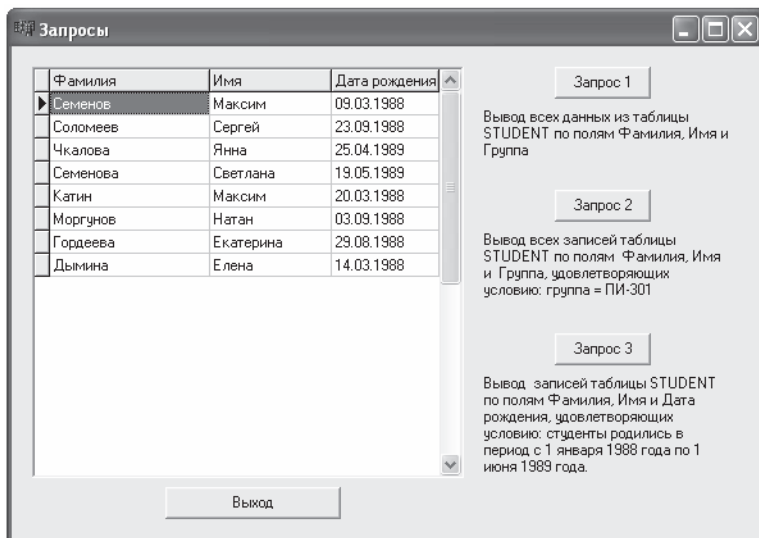 Запросы
Фамилия Имя Дата рождения
Семенов Максим 09.03.1988
Соломеев Сергей 23.09.1988
Чкалова Янна 25.04.1989
Семенова Светлана 19.05.1989
Катин Максим 20.03.1988
Моргунов Натан 03.09.1988
Гордеева Екатерина 29.08.1988
Дымина Елена 14.03.1988
Выход
Запрос 1
Вывод всех данных из таблицы
STUDENT по полям Фамилия, Имя и
Группа
Запрос 2
Вывод всех записей таблицы
STUDENT по полям Фамилия, Имя
и Группа, удовлетворяющих
условию: группа = ПИ-301
Запрос 3
Вывод записей таблицы STUDENT
по полям Фамилия, Имя и Дата
рождения, удовлетворяющих
условию: студенты родились в
период с 1 января 1988 года по 1
июня 1989 года.